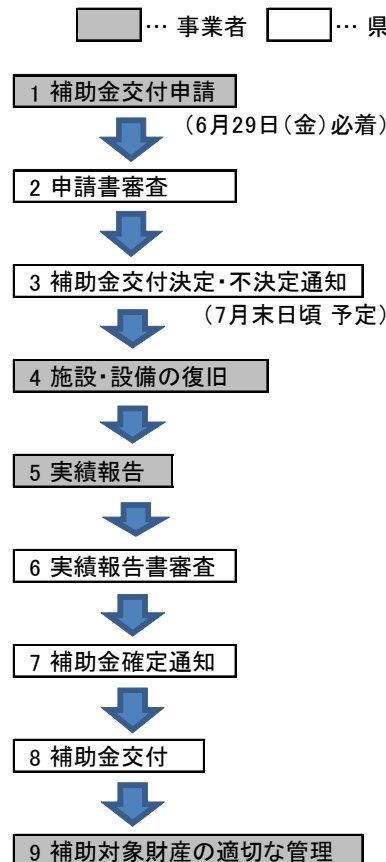 … 事業者 … 県
1 補助金交付申請
（6月29日（金）必着）
2 申請書審査
3 補助金交付決定・不決定通知
（7月末日頃 予定）
4 施設・設備の復旧
5 実績報告
6 実績報告書審査
7 補助金確定通知
8 補助金交付
9 補助対象財産の適切な管理